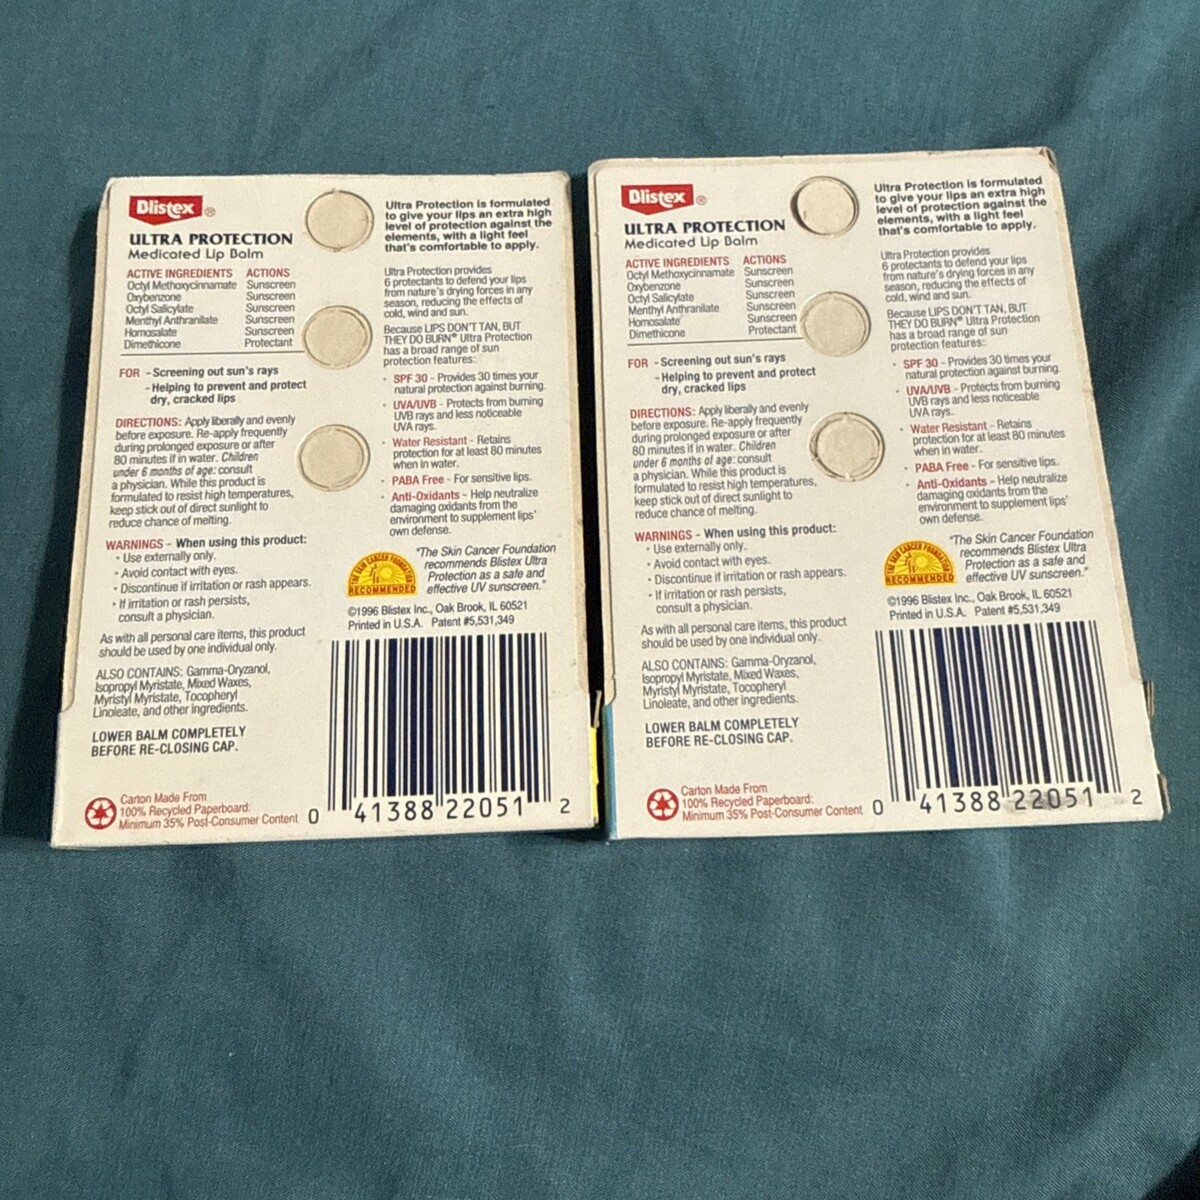 Blistex ®
ULTRA PROTECTION
Medicated Lip Balm
ACTIVE INGREDIENTS ACTIONS
Octyl Methoxycinnamate Sunscreen
Oxybenzone Sunscreen
Octyl Salicylate Sunscreen
Menthyl Anthranilate Sunscreen
Homosalate Sunscreen
Dimethicone Protectant
FOR - Screening out sun's rays
- Helping to prevent and protect
dry, cracked lips
DIRECTIONS: Apply liberally and evenly
before exposure. Re-apply frequently
during prolonged exposure or after
80 minutes if in water. Children
under 6 months of age: consult
a physician. While this product is
formulated to resist high temperatures,
keep stick out of direct sunlight to
reduce chance of melting.
WARNINGS - When using this product:
• Use externally only.
• Avoid contact with eyes.
• Discontinue if irritation or rash appears.
• If irritation or rash persists,
consult a physician.
As with all personal care items, this product
should be used by one individual only.
ALSO CONTAINS: Gamma-Oryzanol,
Isopropyl Myristate, Mixed Waxes,
Myristyl Myristate, Tocopheryl
Linoleate, and other ingredients.
LOWER BALM COMPLETELY
BEFORE RE-CLOSING CAP.
Carton Made From
100% Recycled Paperboard:
Minimum 35% Post-Consumer Content
Ultra Protection is formulated
to give your lips an extra high
level of protection against the
elements, with a light feel
that's comfortable to apply.
Ultra Protection provides
6 protectants to defend your lips
from nature's drying forces in any
season, reducing the effects of
cold, wind and sun.
Because LIPS DON'T TAN, BUT
THEY DO BURN® Ultra Protection
has a broad range of sun
protection features:
• SPF 30 - Provides 30 times your
natural protection against burning.
• UVA/UVB - Protects from burning
UVB rays and less noticeable
UVA rays.
• Water Resistant - Retains
protection for at least 80 minutes
when in water.
• PABA Free - For sensitive lips.
• Anti-Oxidants - Help neutralize
damaging oxidants from the
environment to supplement lips'
own defense.
THE SKIN CANCER FOUNDATION
RECOMMENDED
"The Skin Cancer Foundation
recommends Blistex Ultra
Protection as a safe and
effective UV sunscreen."
©1996 Blistex Inc., Oak Brook, IL 60521
Printed in U.S.A. Patent #5,531,349
0 41388 22051 2
Blistex ®
ULTRA PROTECTION
Medicated Lip Balm
ACTIVE INGREDIENTS ACTIONS
Octyl Methoxycinnamate Sunscreen
Oxybenzone Sunscreen
Octyl Salicylate Sunscreen
Menthyl Anthranilate Sunscreen
Homosalate Sunscreen
Dimethicone Protectant
FOR - Screening out sun's rays
- Helping to prevent and protect
dry, cracked lips
DIRECTIONS: Apply liberally and evenly
before exposure. Re-apply frequently
during prolonged exposure or after
80 minutes if in water. Children
under 6 months of age: consult
a physician. While this product is
formulated to resist high temperatures,
keep stick out of direct sunlight to
reduce chance of melting.
WARNINGS - When using this product:
• Use externally only.
• Avoid contact with eyes.
• Discontinue if irritation or rash appears.
• If irritation or rash persists,
consult a physician.
As with all personal care items, this product
should be used by one individual only.
ALSO CONTAINS: Gamma-Oryzanol,
Isopropyl Myristate, Mixed Waxes,
Myristyl Myristate, Tocopheryl
Linoleate, and other ingredients.
LOWER BALM COMPLETELY
BEFORE RE-CLOSING CAP.
Carton Made From
100% Recycled Paperboard:
Minimum 35% Post-Consumer Content
Ultra Protection is formulated
to give your lips an extra high
level of protection against the
elements, with a light feel
that's comfortable to apply.
Ultra Protection provides
6 protectants to defend your lips
from nature's drying forces in any
season, reducing the effects of
cold, wind and sun.
Because LIPS DON'T TAN, BUT
THEY DO BURN® Ultra Protection
has a broad range of sun
protection features:
• SPF 30 - Provides 30 times your
natural protection against burning.
• UVA/UVB - Protects from burning
UVB rays and less noticeable
UVA rays.
• Water Resistant - Retains
protection for at least 80 minutes
when in water.
• PABA Free - For sensitive lips.
• Anti-Oxidants - Help neutralize
damaging oxidants from the
environment to supplement lips'
own defense.
THE SKIN CANCER FOUNDATION
RECOMMENDED
"The Skin Cancer Foundation
recommends Blistex Ultra
Protection as a safe and
effective UV sunscreen."
©1996 Blistex Inc., Oak Brook, IL 60521
Printed in U.S.A. Patent #5,531,349
0 41388 22051 2